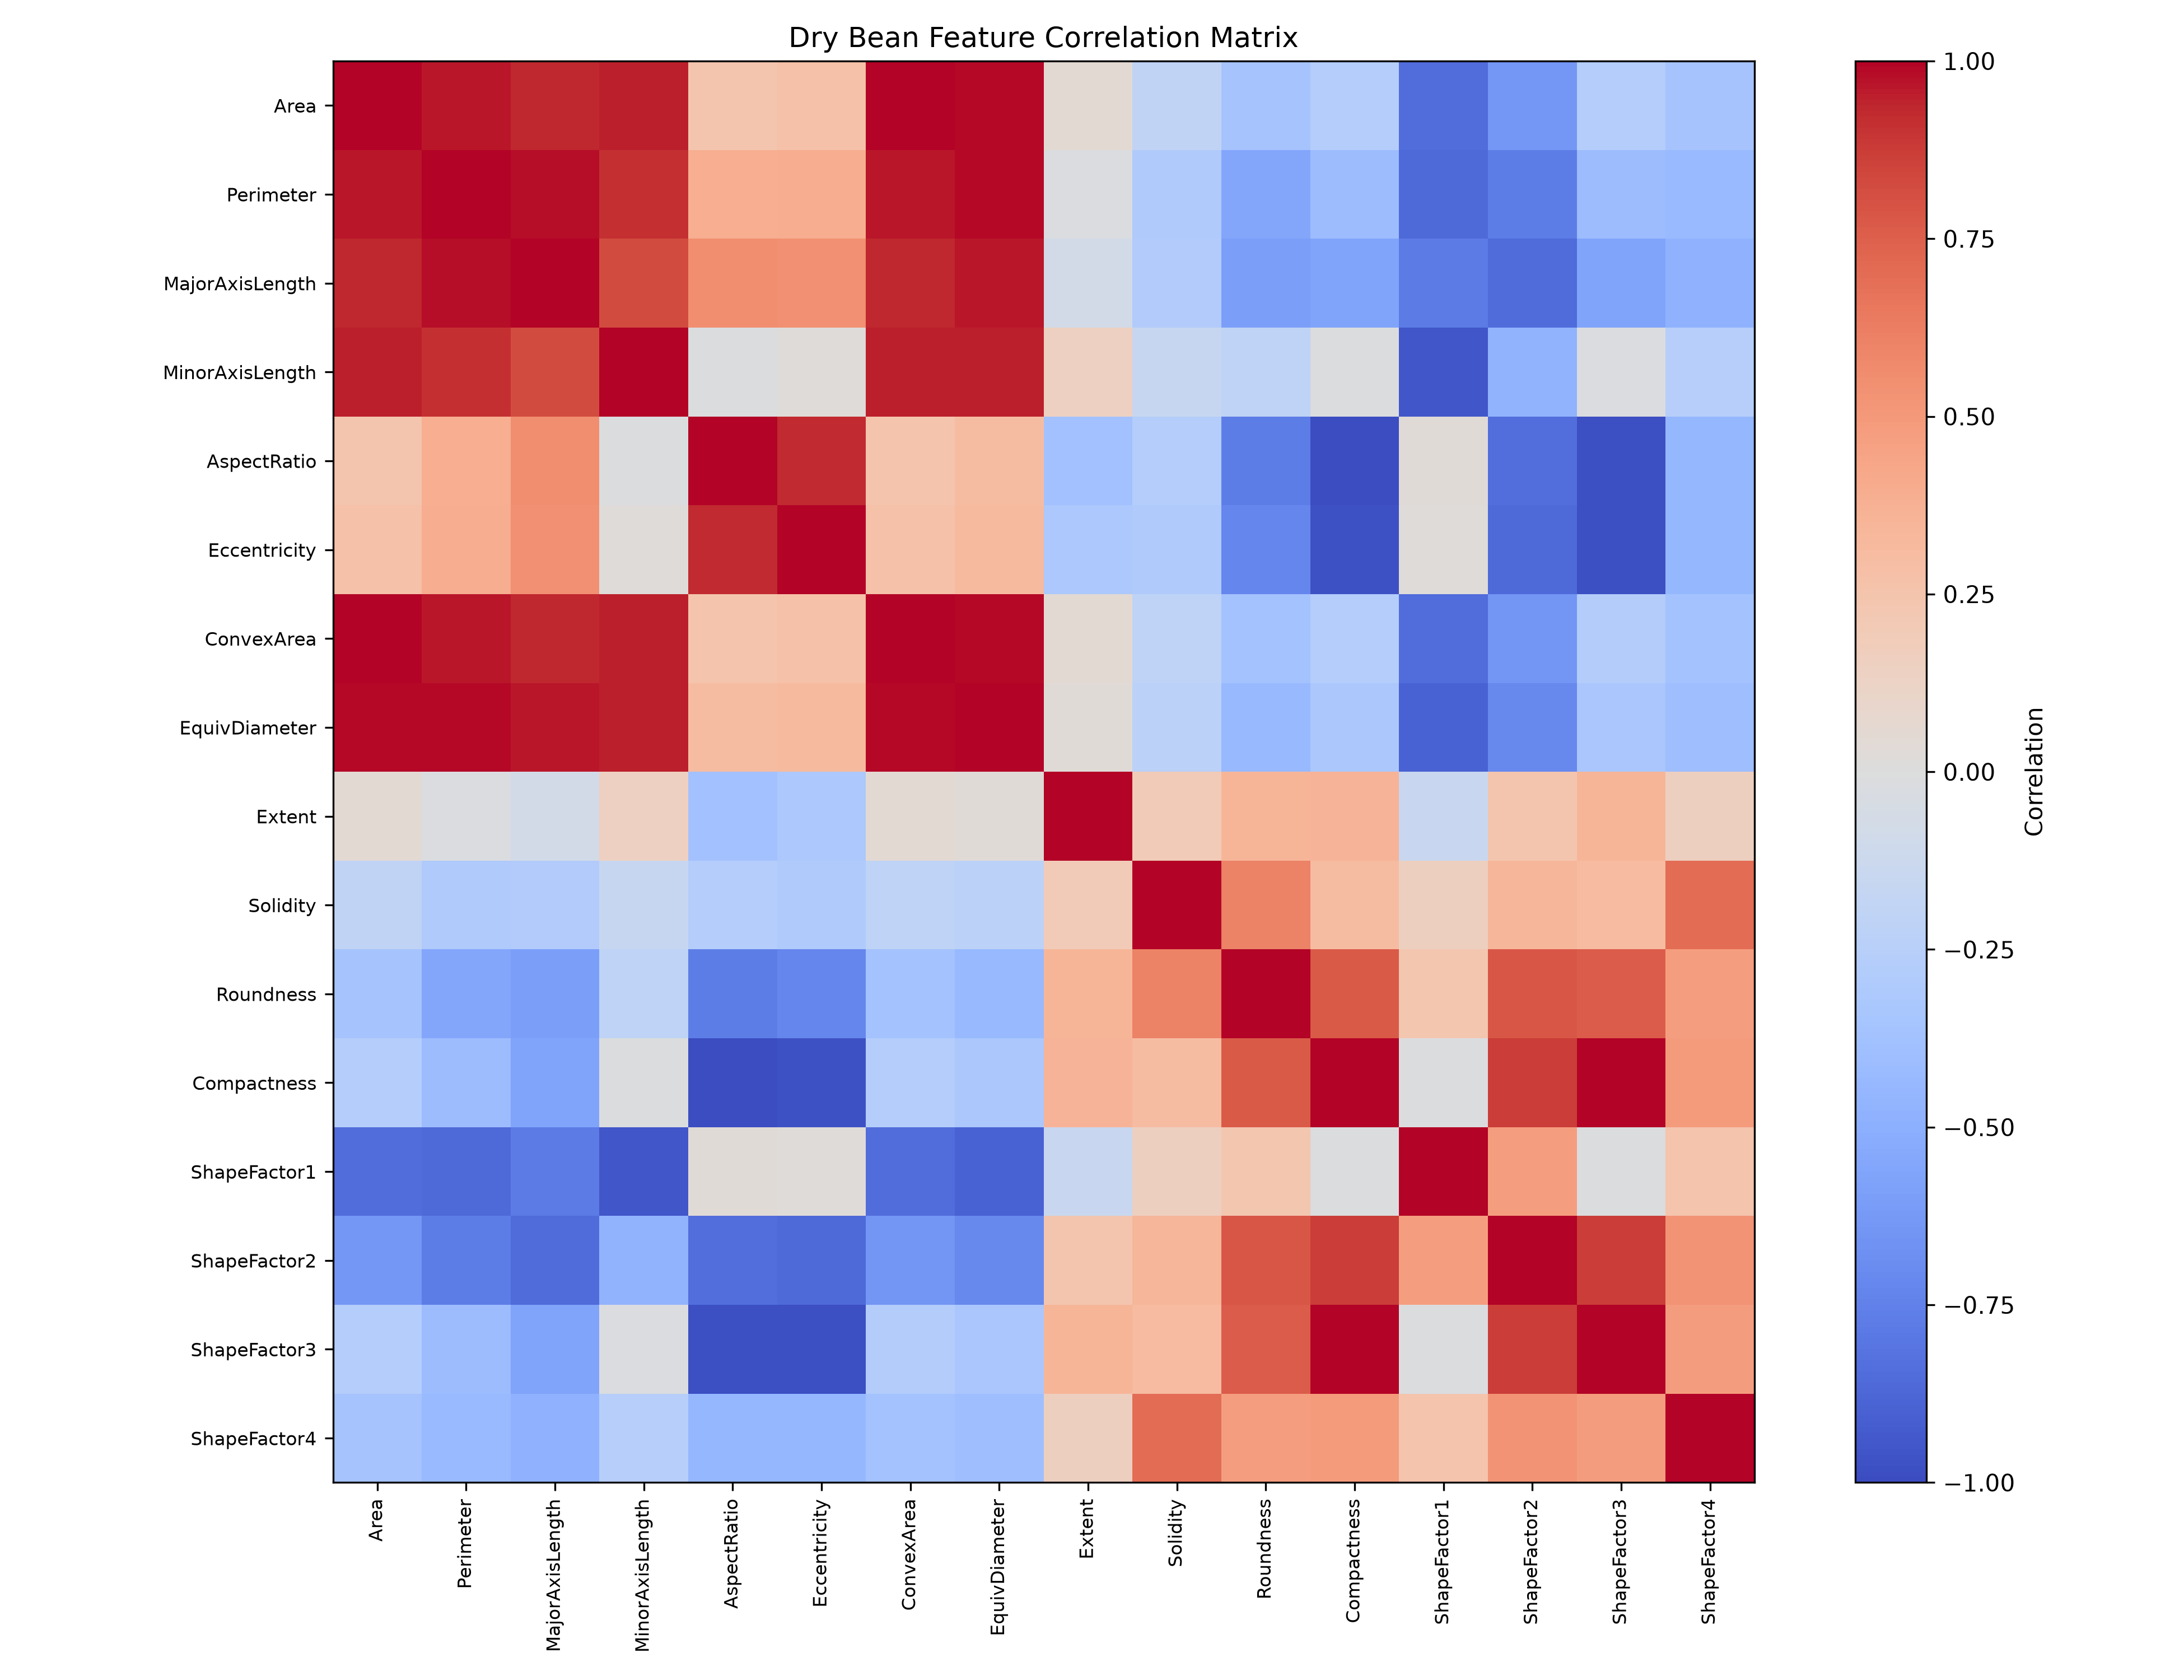 Dry Bean Feature Correlation Matrix
Area
Perimeter
MajorAxisLength
MinorAxisLength
AspectRatio
Eccentricity
ConvexArea
EquivDiameter
Extent
Solidity
Roundness
Compactness
ShapeFactor1
ShapeFactor2
ShapeFactor3
ShapeFactor4
Area
Perimeter
MajorAxisLength
MinorAxisLength
AspectRatio
Eccentricity
ConvexArea
EquivDiameter
Extent
Solidity
Roundness
Compactness
ShapeFactor1
ShapeFactor2
ShapeFactor3
ShapeFactor4
1.00
0.75
0.50
0.25
0.00
−0.25
−0.50
−0.75
−1.00
Correlation